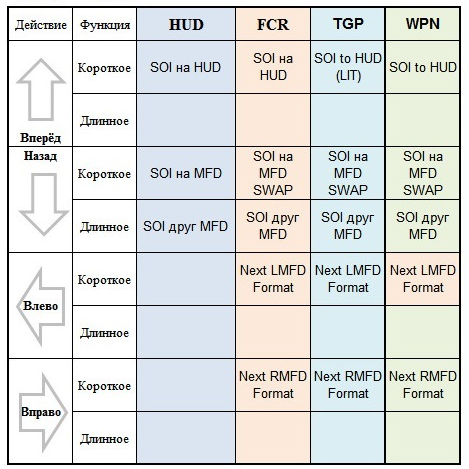 Действие Функция HUD FCR TGP WPN
Вперёд
Короткое SOI на HUD SOI на HUD SOI to HUD (LIT) SOI to HUD
Длинное
Назад
Короткое SOI на MFD SOI на MFD SWAP SOI на MFD SWAP SOI на MFD SWAP
Длинное SOI друг MFD SOI друг MFD SOI друг MFD SOI друг MFD
Влево
Короткое Next LMFD Format Next LMFD Format Next LMFD Format
Длинное
Вправо
Короткое Next RMFD Format Next RMFD Format Next RMFD Format
Длинное